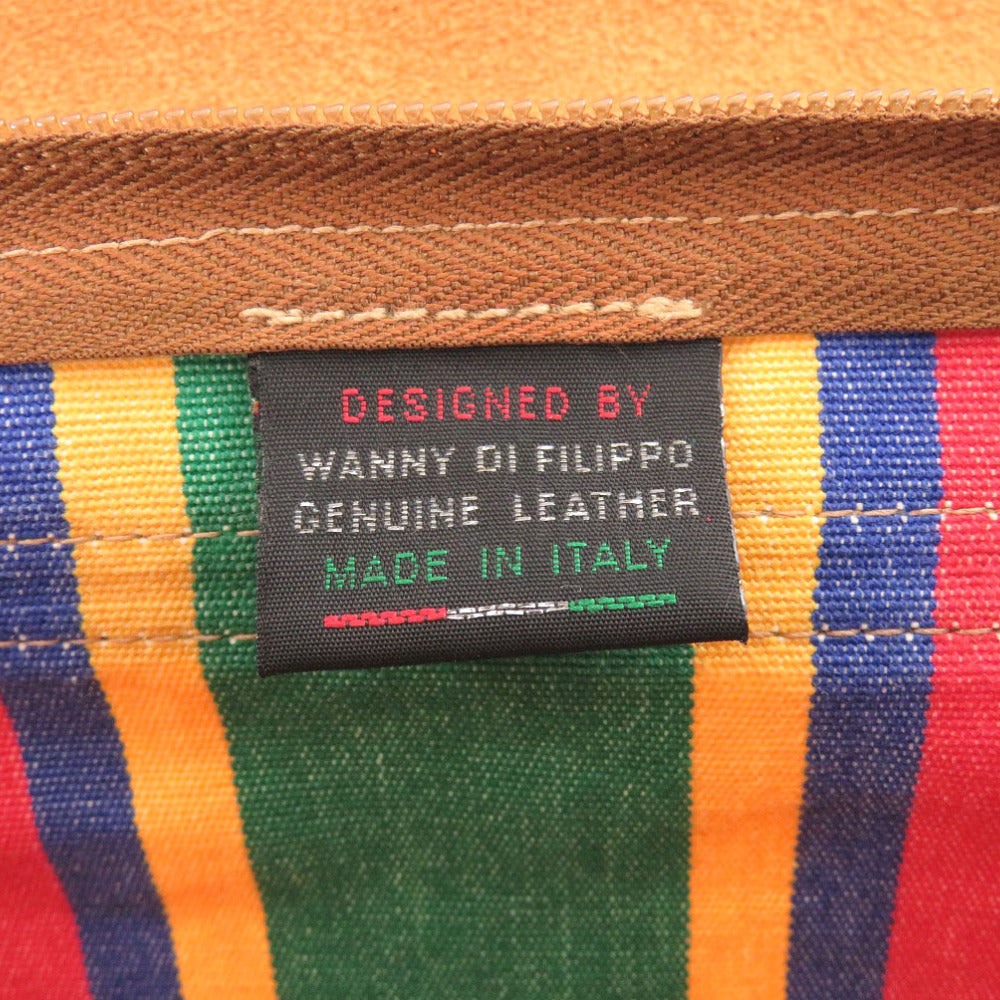 DESIGNED BY
WANNY DI FILIPPO
GENUINE LEATHER
MADE IN ITALY